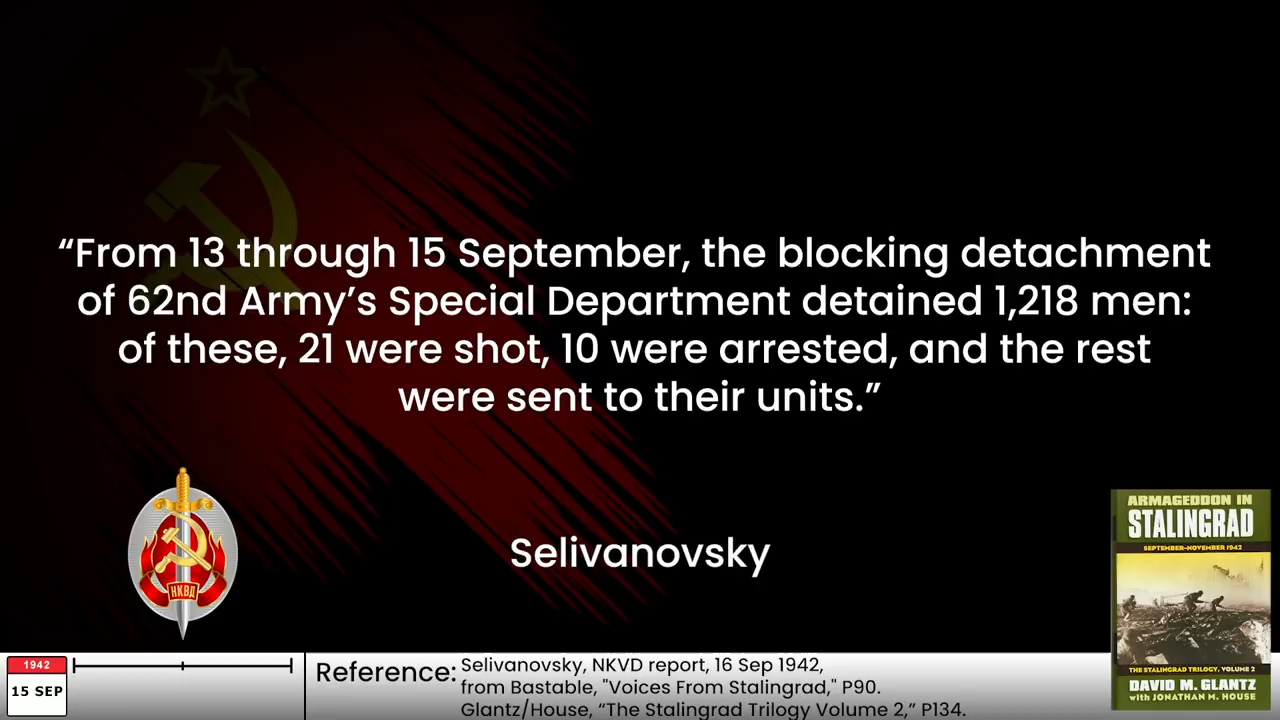 “From 13 through 15 September, the blocking detachment
of 62nd Army’s Special Department detained 1,218 men:
of these, 21 were shot, 10 were arrested, and the rest
were sent to their units.”
НКВД
Selivanovsky
ARMAGEDDON IN
STALINGRAD
SEPTEMBER-NOVEMBER 1942
THE STALINGRAD TRILOGY, VOLUME 2
DAVID M. GLANTZ
with JONATHAN M. HOUSE
1942
15 SEP
Reference:
Selivanovsky, NKVD report, 16 Sep 1942,
from Bastable, "Voices From Stalingrad," P90.
Glantz/House, “The Stalingrad Trilogy Volume 2,” P134.